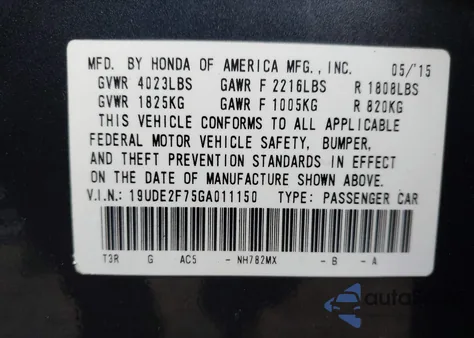 MFD. BY HONDA OF AMERICA MFG., INC. 05/'15
GVWR 4023LBS GAWR F 2216LBS R 1808LBS
GVWR 1825KG GAWR F 1005KG R 820KG
THIS VEHICLE CONFORMS TO ALL APPLICABLE
FEDERAL MOTOR VEHICLE SAFETY, BUMPER,
AND THEFT PREVENTION STANDARDS IN EFFECT
ON THE DATE OF MANUFACTURE SHOWN ABOVE.
V.I.N.: 19UDE2F75GA011150 TYPE: PASSENGER CAR
T3R G AC5 - NH782MX - B - A